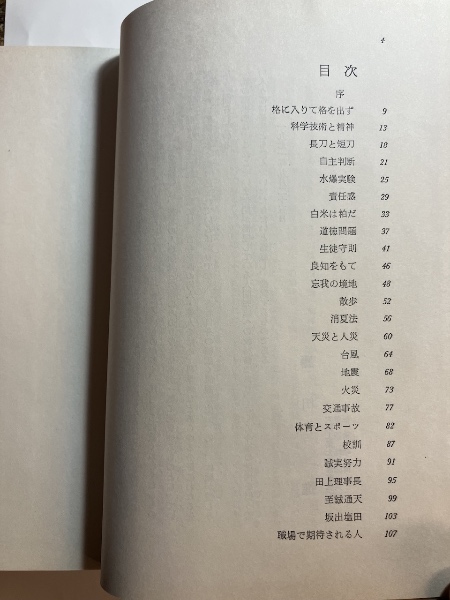 4
目次
序
格に入りて格を出ず 9
科学技術と精神 13
長刀と短刀 18
自主判断 21
水爆実験 25
責任感 29
白米は粕だ 33
道徳問題 37
生徒守則 41
良知をもて 46
忘我の境地 48
散歩 52
消夏法 56
天災と人災 60
台風 64
地震 68
火災 73
交通事故 77
体育とスポーツ 82
校訓 87
誠実努力 91
田上理事長 95
至誠通天 99
坂出塩田 103
職場で期待される人 107